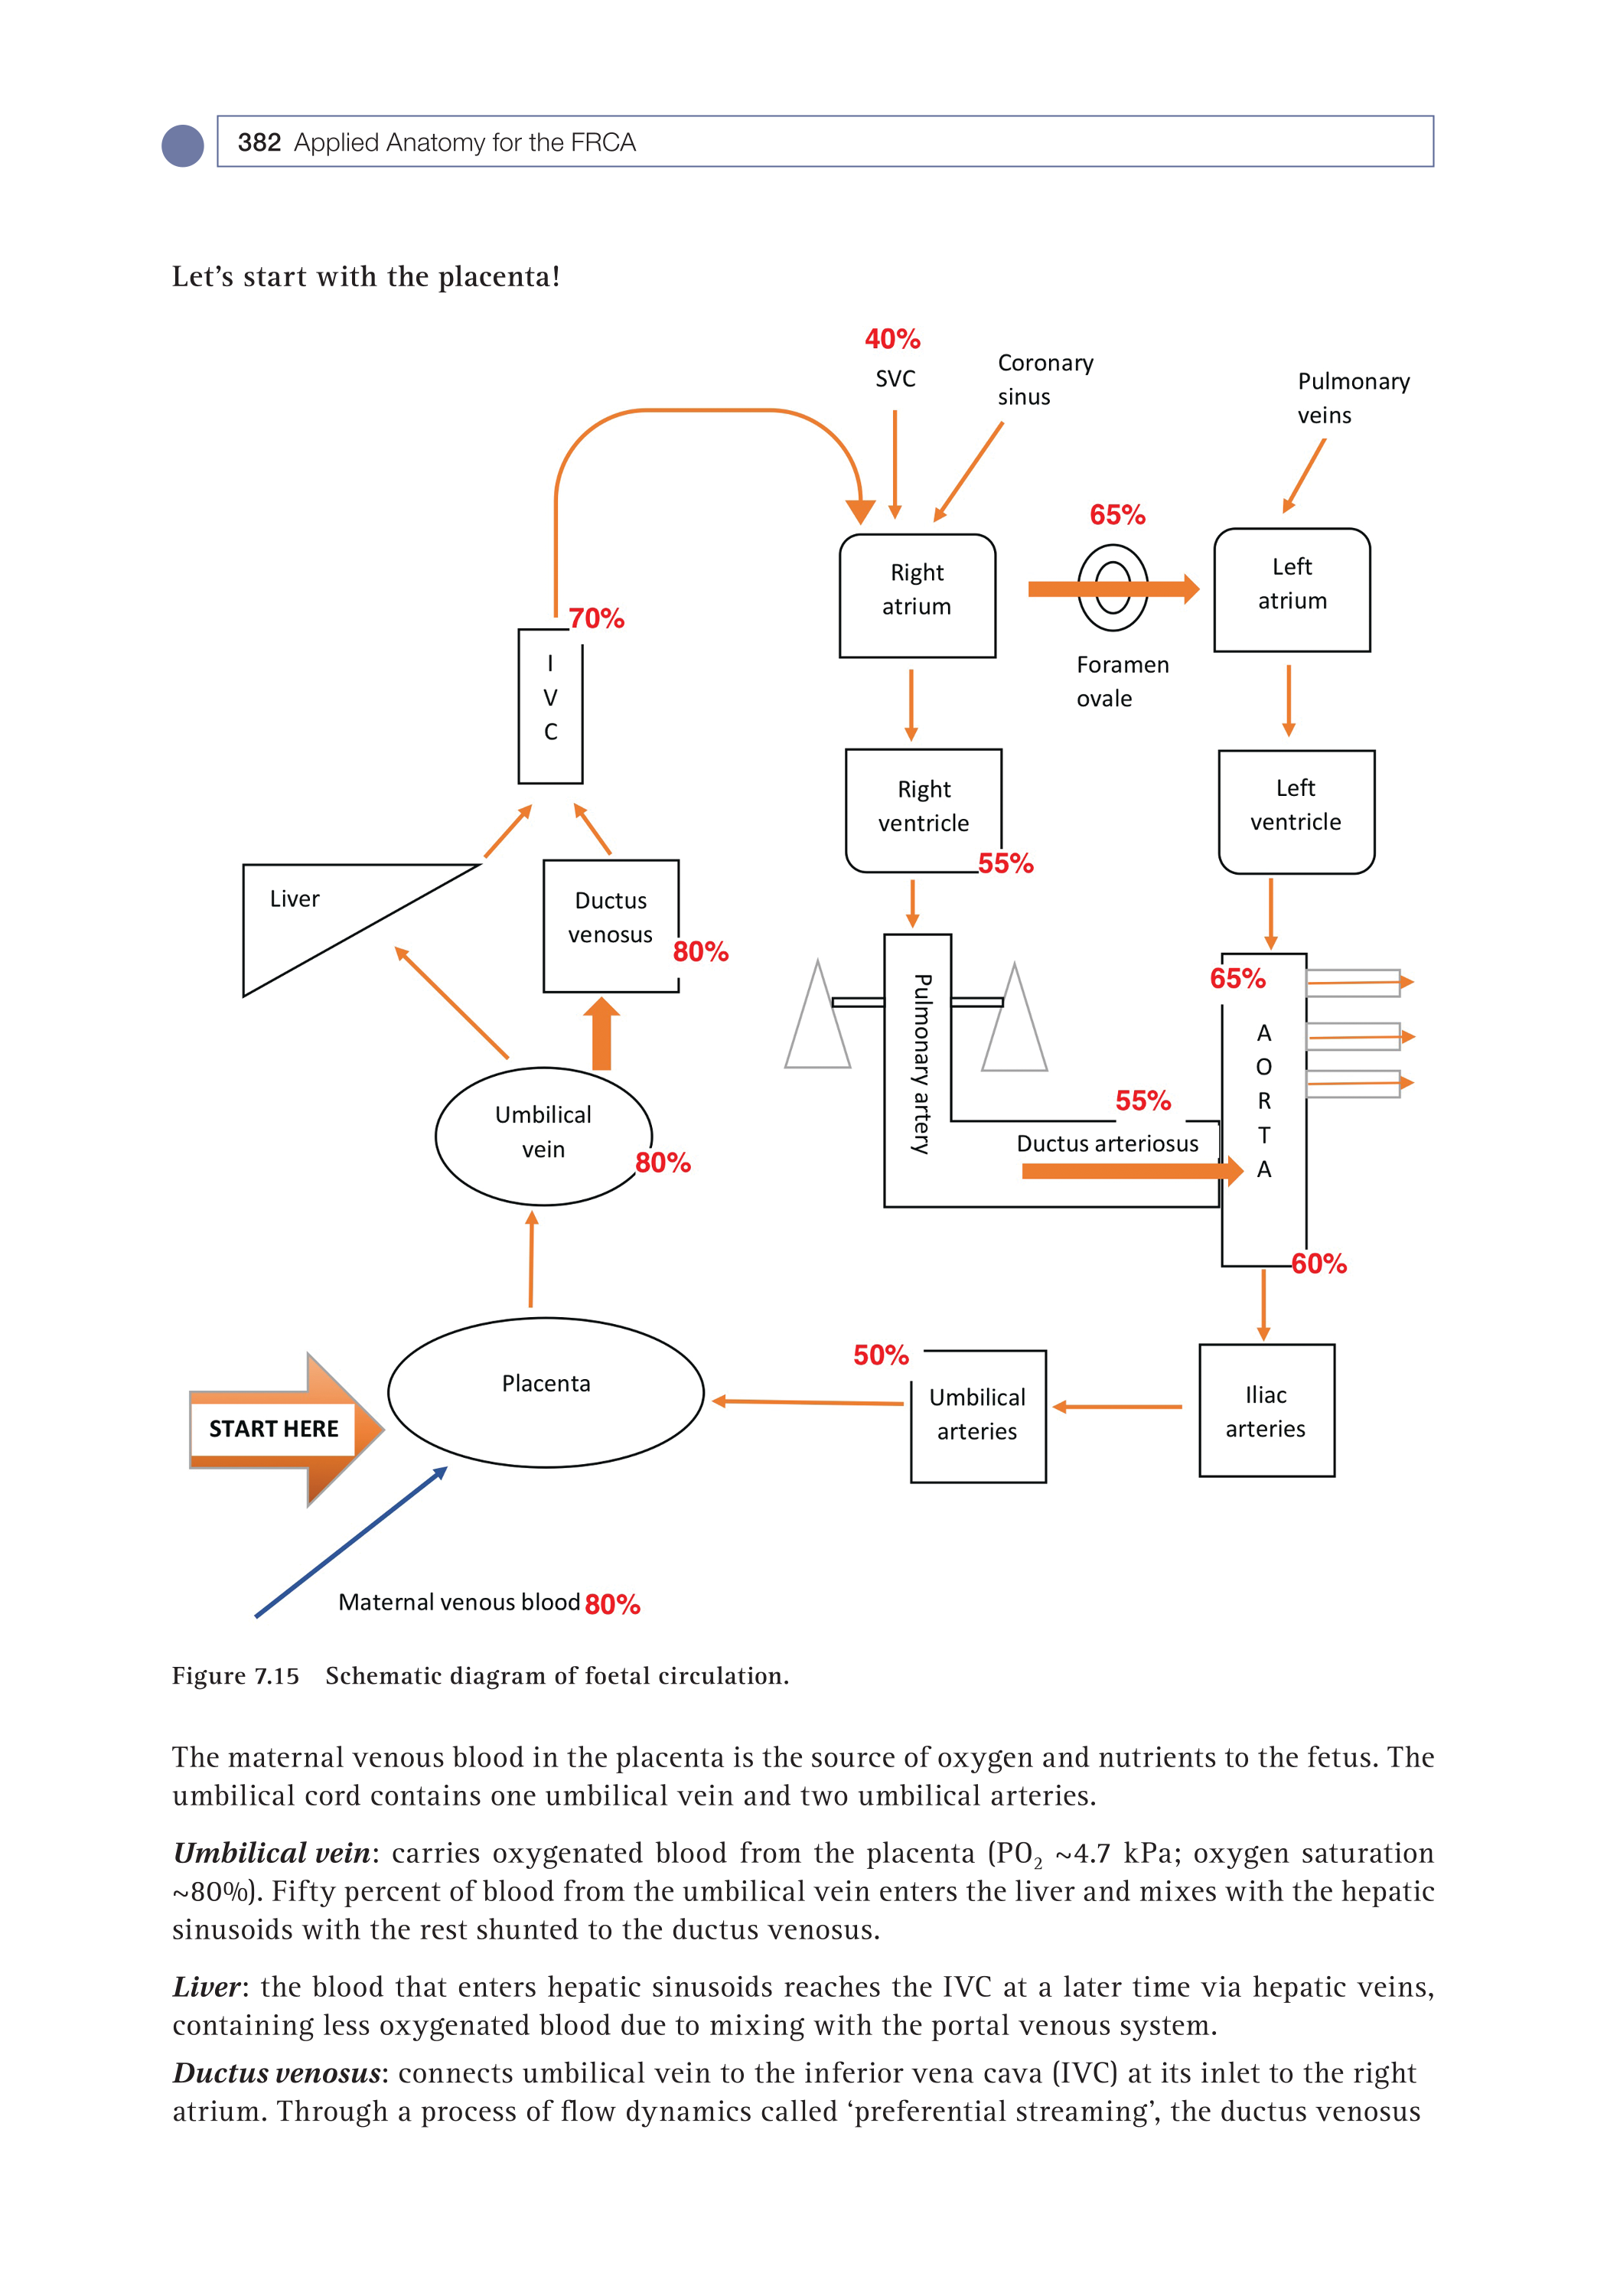 382 Applied Anatomy for the FRCA
Let's start with the placenta!
40%
SVC
Coronary
sinus
Pulmonary
veins
65%
Right
atrium
Left
atrium
Foramen
ovale
70%
I
V
C
Right
ventricle
55%
Left
ventricle
Liver
Ductus
venosus
80%
Pulmonary artery
65%
A
O
R
T
A
55%
Ductus arteriosus
60%
Umbilical
vein
80%
START HERE
Placenta
50%
Umbilical
arteries
Iliac
arteries
Maternal venous blood 80%
Figure 7.15 Schematic diagram of foetal circulation.
The maternal venous blood in the placenta is the source of oxygen and nutrients to the fetus. The
umbilical cord contains one umbilical vein and two umbilical arteries.
Umbilical vein: carries oxygenated blood from the placenta (PO₂ ~4.7 kPa; oxygen saturation
~80%). Fifty percent of blood from the umbilical vein enters the liver and mixes with the hepatic
sinusoids with the rest shunted to the ductus venosus.
Liver: the blood that enters hepatic sinusoids reaches the IVC at a later time via hepatic veins,
containing less oxygenated blood due to mixing with the portal venous system.
Ductus venosus: connects umbilical vein to the inferior vena cava (IVC) at its inlet to the right
atrium. Through a process of flow dynamics called ‘preferential streaming’, the ductus venosus